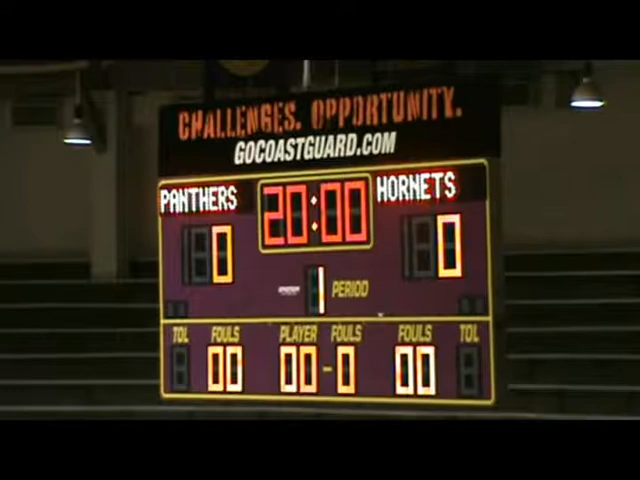 CHALLENGES. OPPORTUNITY.
GOCOASTGUARD.COM
PANTHERS 20:00 HORNETS
0 0
1 PERIOD
TOL FOULS PLAYER FOULS FOULS TOL
00 00-0 00